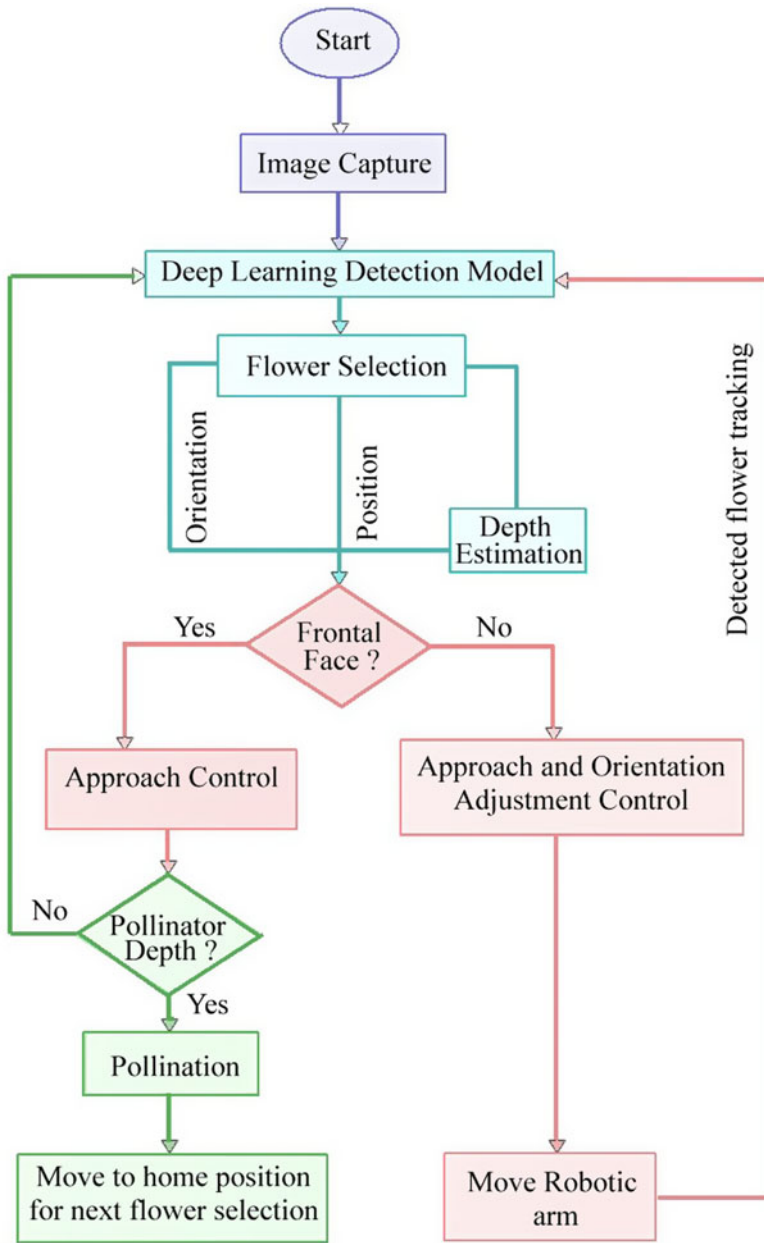 Start
Image Capture
Deep Learning Detection Model
Flower Selection
Orientation
Position
Depth
Estimation
Detected flower tracking
Yes
Frontal
Face ?
No
Approach Control
Approach and Orientation
Adjustment Control
No
Pollinator
Depth ?
Yes
Pollination
Move to home position
for next flower selection
Move Robotic
arm